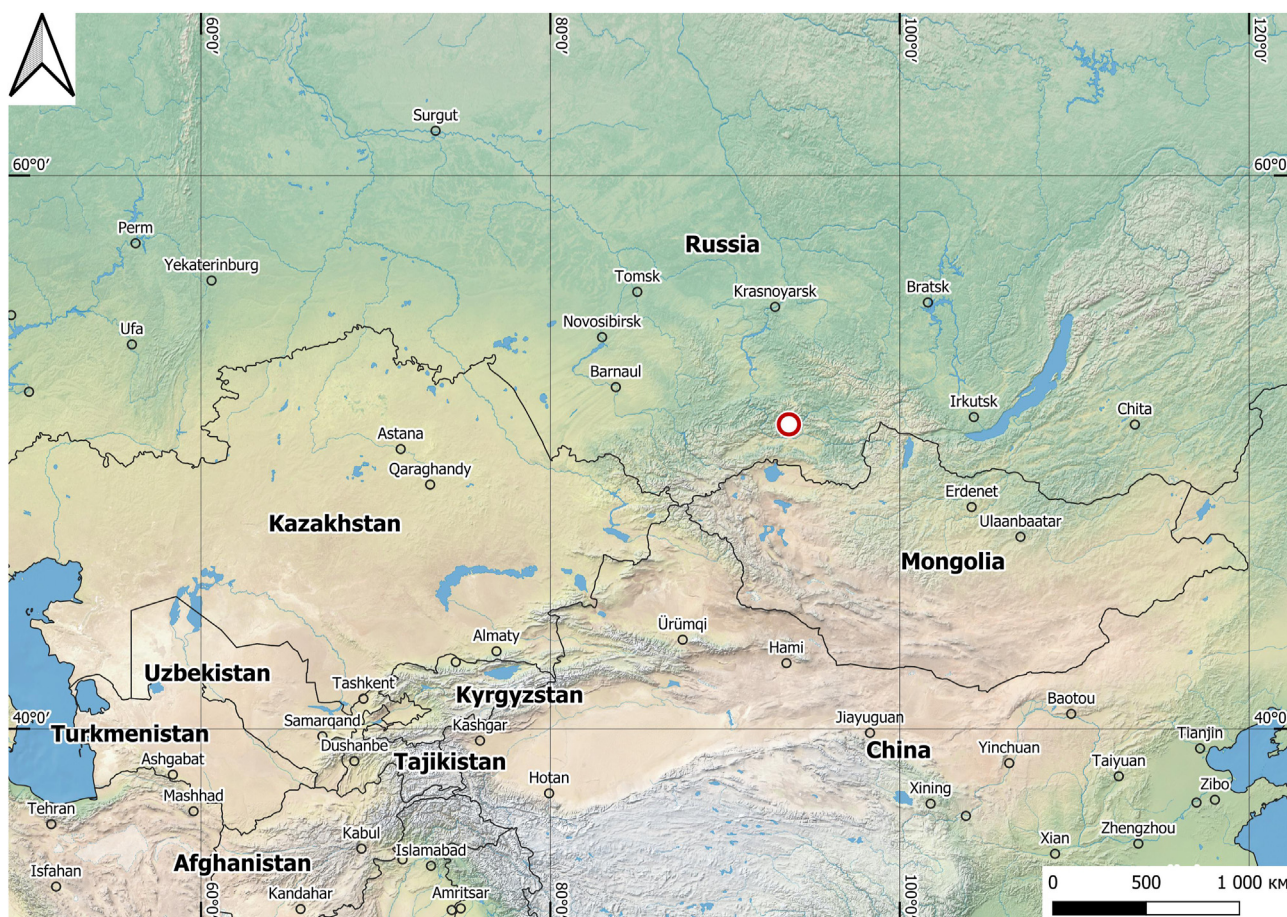 60°0′
80°0′
100°0′
120°0′
Surgut
60°0′
60°0′
Perm
Yekaterinburg
Russia
Tomsk
Krasnoyarsk
Bratsk
Novosibirsk
Ufa
Barnaul
Irkutsk
Chita
Astana
Qaraghandy
Erdenet
Ulaanbaatar
Kazakhstan
Mongolia
Ürümqi
Almaty
Hami
Uzbekistan
Tashkent
Kyrgyzstan
Baotou
40°0′
Samarqand
Kashgar
Jiayuguan
40°0
Turkmenistan
Dushanbe
Tajikistan
China
Yinchuan
Tianjin
Ashgabat
Taiyuan
Mashhad
Hotan
Xining
Zibo
Tehran
Kabul
Xian
Zhengzhou
Afghanistan
Islamabad
Isfahan
Kandahar
Amritsar
0 500 1 000 км
60°0′
80°0′
100°0′